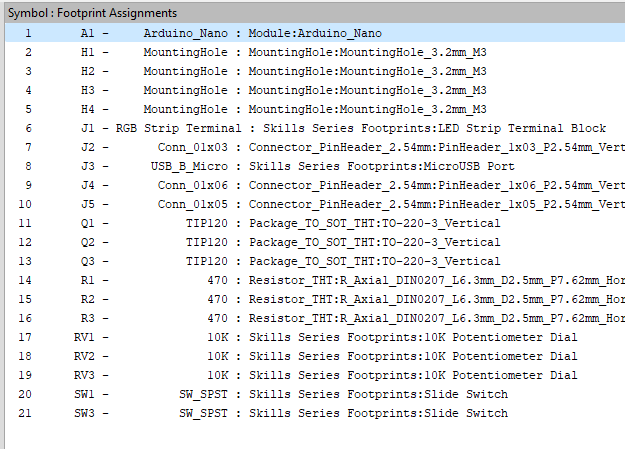 Symbol : Footprint Assignments
1 A1 - Arduino_Nano : Module:Arduino_Nano
2 H1 - MountingHole : MountingHole:MountingHole_3.2mm_M3
3 H2 - MountingHole : MountingHole:MountingHole_3.2mm_M3
4 H3 - MountingHole : MountingHole:MountingHole_3.2mm_M3
5 H4 - MountingHole : MountingHole:MountingHole_3.2mm_M3
6 J1 - RGB Strip Terminal : Skills Series Footprints:LED Strip Terminal Block
7 J2 - Conn_01x03 : Connector_PinHeader_2.54mm:PinHeader_1x03_P2.54mm_Vert
8 J3 - USB_B_Micro : Skills Series Footprints:MicroUSB Port
9 J4 - Conn_01x06 : Connector_PinHeader_2.54mm:PinHeader_1x06_P2.54mm_Vert
10 J5 - Conn_01x05 : Connector_PinHeader_2.54mm:PinHeader_1x05_P2.54mm_Vert
11 Q1 - TIP120 : Package_TO_SOT_THT:TO-220-3_Vertical
12 Q2 - TIP120 : Package_TO_SOT_THT:TO-220-3_Vertical
13 Q3 - TIP120 : Package_TO_SOT_THT:TO-220-3_Vertical
14 R1 - 470 : Resistor_THT:R_Axial_DIN0207_L6.3mm_D2.5mm_P7.62mm_Hor
15 R2 - 470 : Resistor_THT:R_Axial_DIN0207_L6.3mm_D2.5mm_P7.62mm_Hor
16 R3 - 470 : Resistor_THT:R_Axial_DIN0207_L6.3mm_D2.5mm_P7.62mm_Hor
17 RV1 - 10K : Skills Series Footprints:10K Potentiometer Dial
18 RV2 - 10K : Skills Series Footprints:10K Potentiometer Dial
19 RV3 - 10K : Skills Series Footprints:10K Potentiometer Dial
20 SW1 - SW_SPST : Skills Series Footprints:Slide Switch
21 SW3 - SW_SPST : Skills Series Footprints:Slide Switch